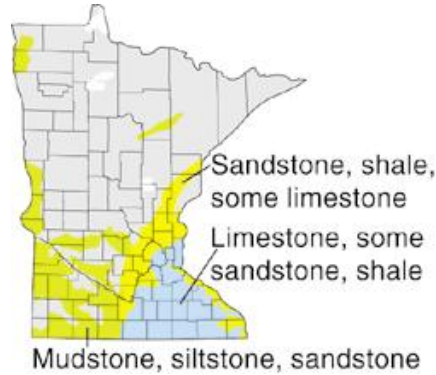 Sandstone, shale,
some limestone
Limestone, some
sandstone, shale
Mudstone, siltstone, sandstone